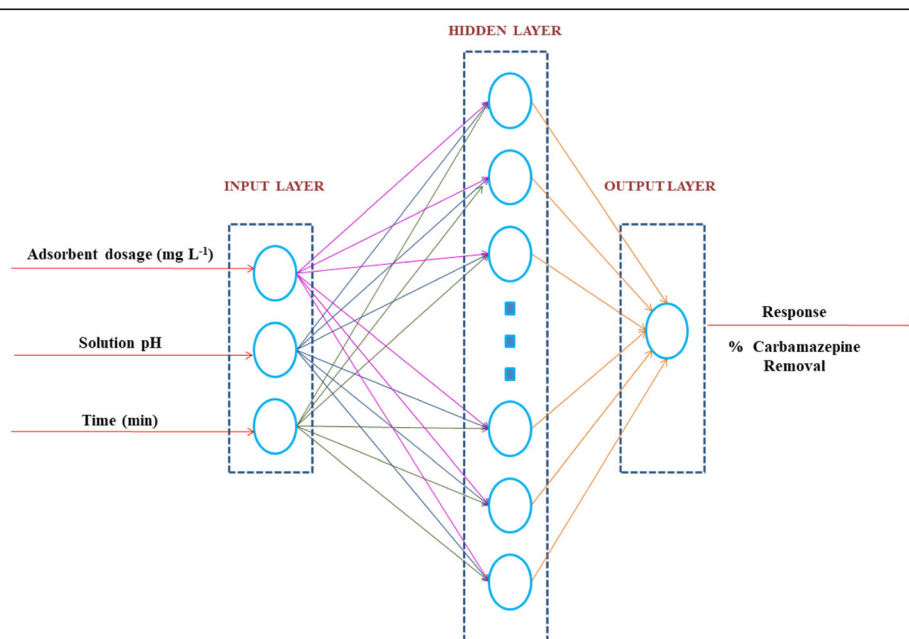 HIDDEN LAYER
INPUT LAYER
OUTPUT LAYER
Adsorbent dosage (mg L⁻¹)
Solution pH
Time (min)
Response
% Carbamazepine
Removal